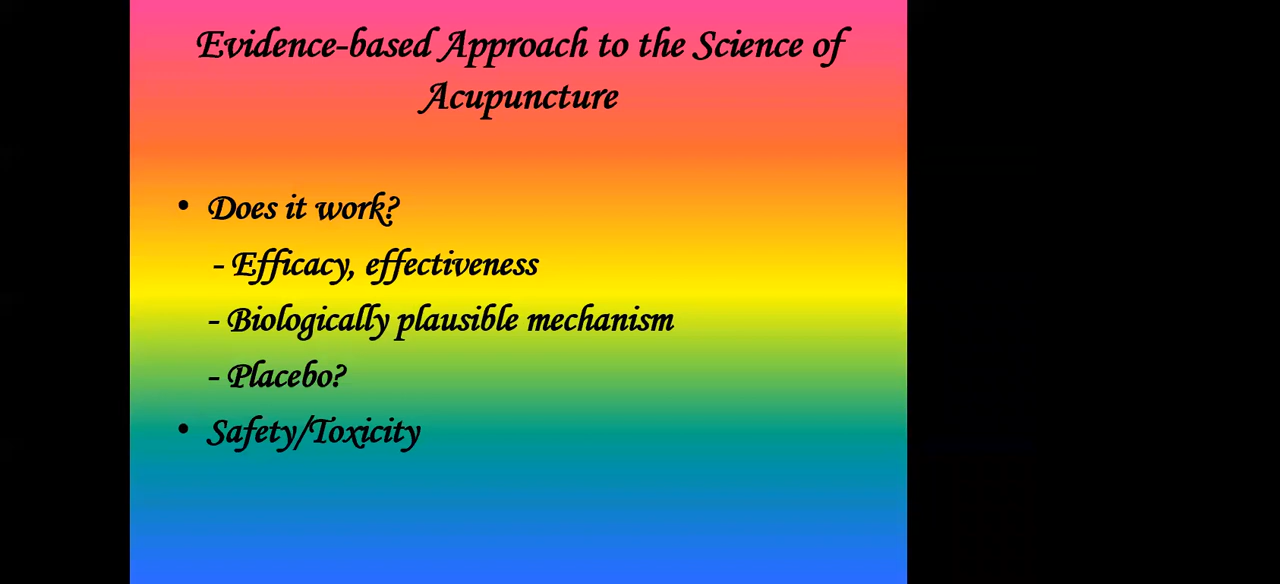 Evidence-based Approach to the Science of
Acupuncture
• Does it work?
- Efficacy, effectiveness
- Biologically plausible mechanism
- Placebo?
• Safety/Toxicity